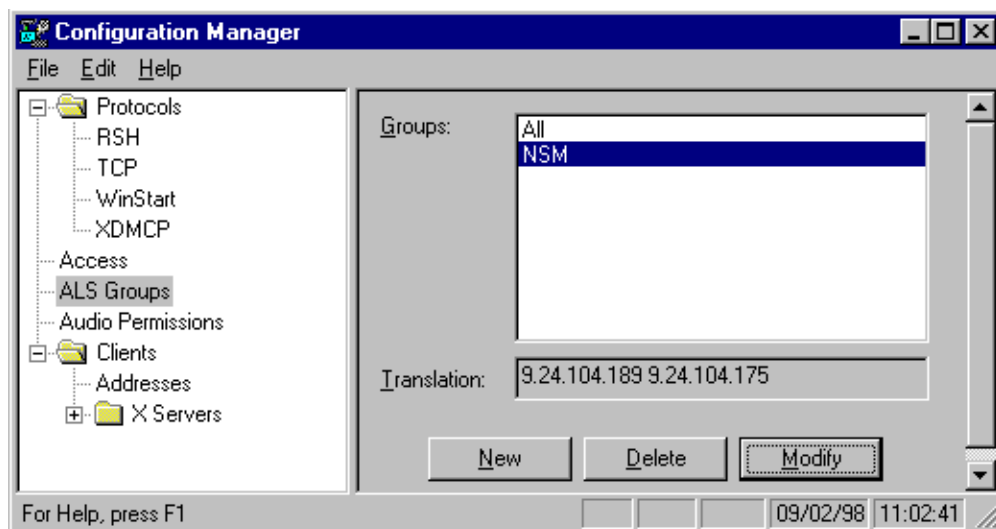 Configuration Manager
File Edit Help
Protocols
RSH
TCP
WinStart
XDMCP
Access
ALS Groups
Audio Permissions
Clients
Addresses
X Servers
Groups:
All
NSM
Translation:
9.24.104.189 9.24.104.175
New Delete Modify
For Help, press F1
09/02/98 11:02:41